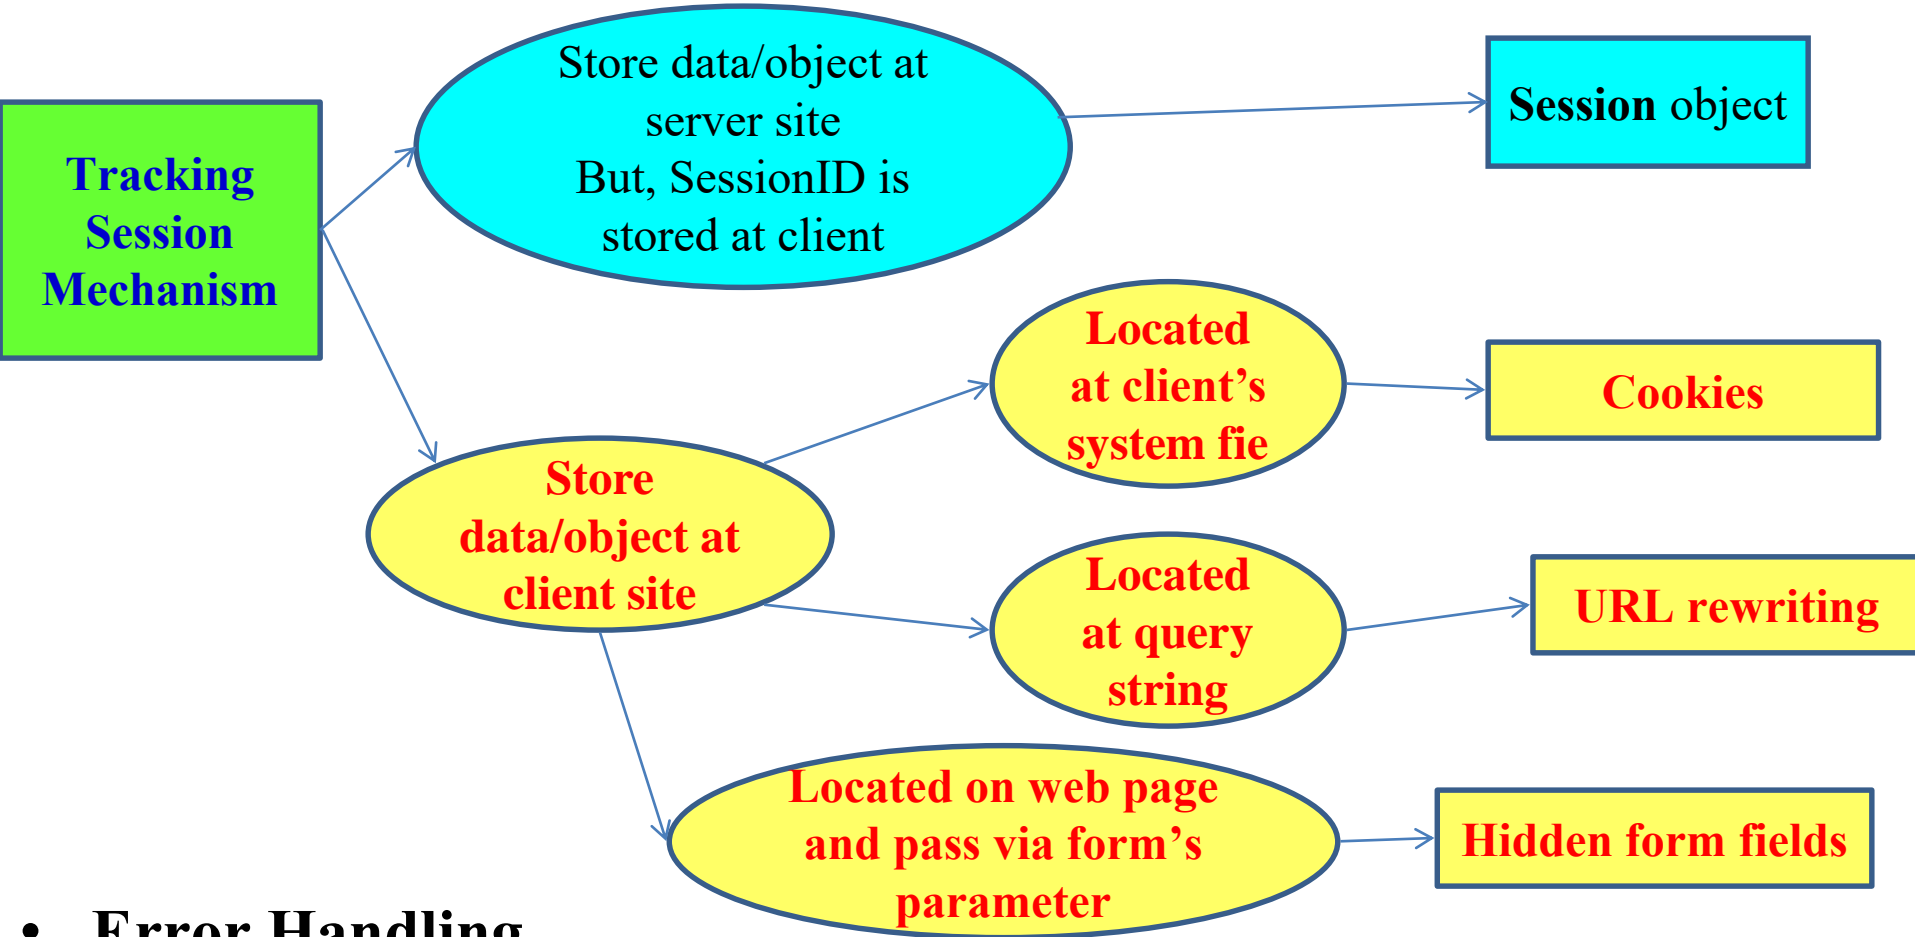 Tracking
Session
Mechanism
Store data/object at
server site
But, SessionID is
stored at client
Session object
Located
at client’s
system fie
Cookies
Store
data/object at
client site
Located
at query
string
URL rewriting
Located on web page
and pass via form’s
parameter
Hidden form fields
• Error Handling